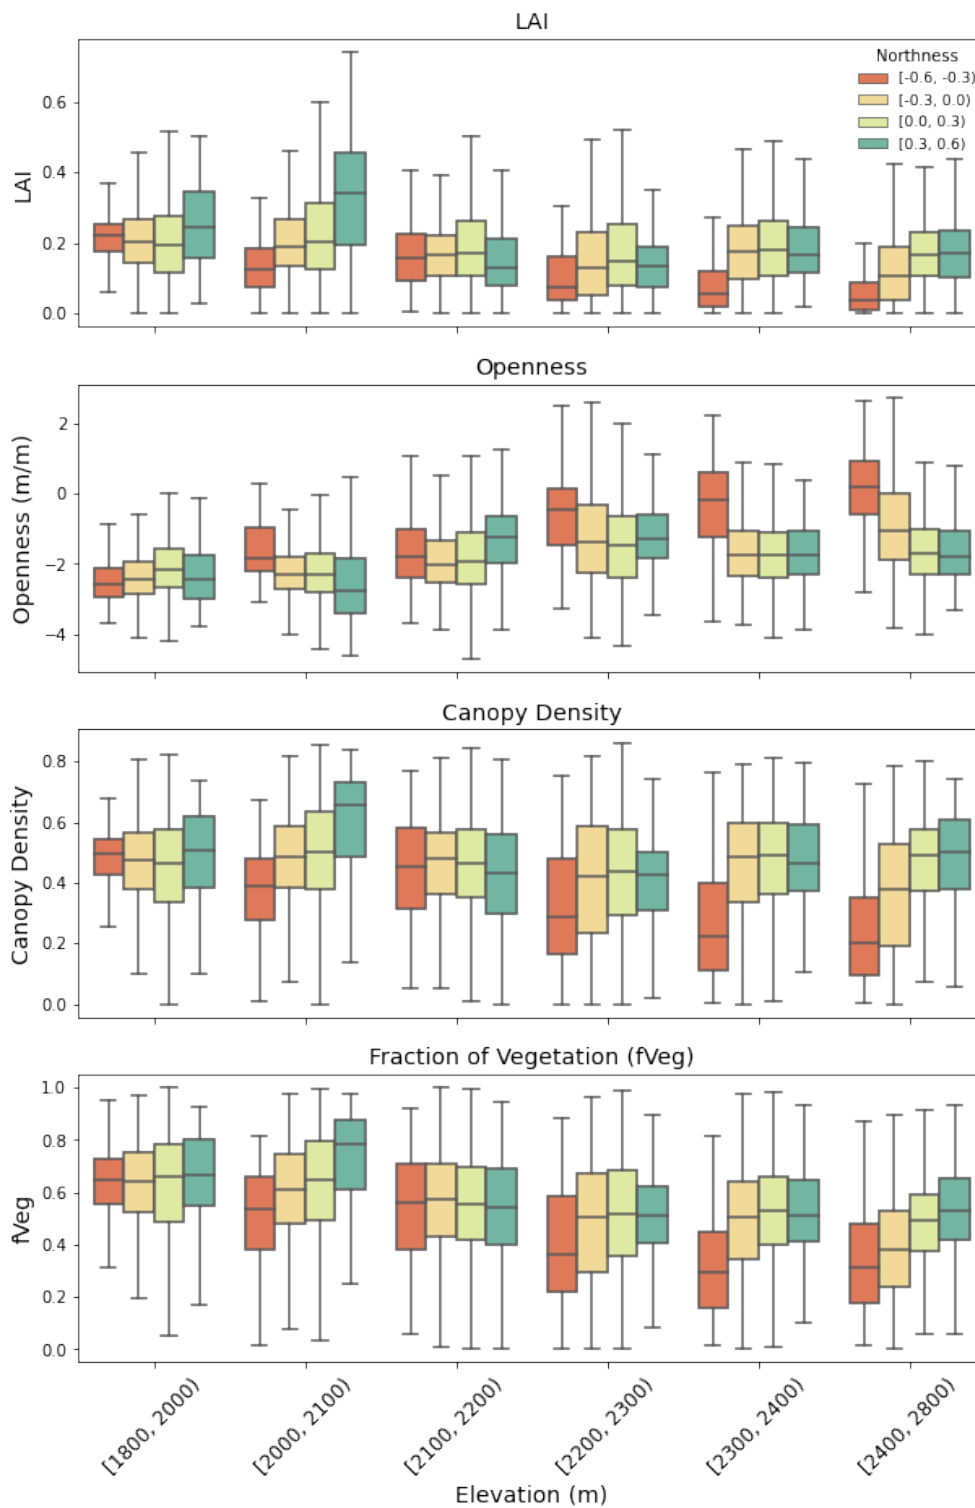 LAI
Northness
[-0.6, -0.3)
[-0.3, 0.0)
[0.0, 0.3)
[0.3, 0.6)
LAI
0.6
0.4
0.2
0.0
Openness
Openness (m/m)
2
0
−2
−4
Canopy Density
Canopy Density
0.8
0.6
0.4
0.2
0.0
Fraction of Vegetation (fVeg)
fVeg
1.0
0.8
0.6
0.4
0.2
0.0
[1800, 2000)
[2000, 2100)
[2100, 2200)
[2200, 2300)
[2300, 2400)
[2400, 2800)
Elevation (m)